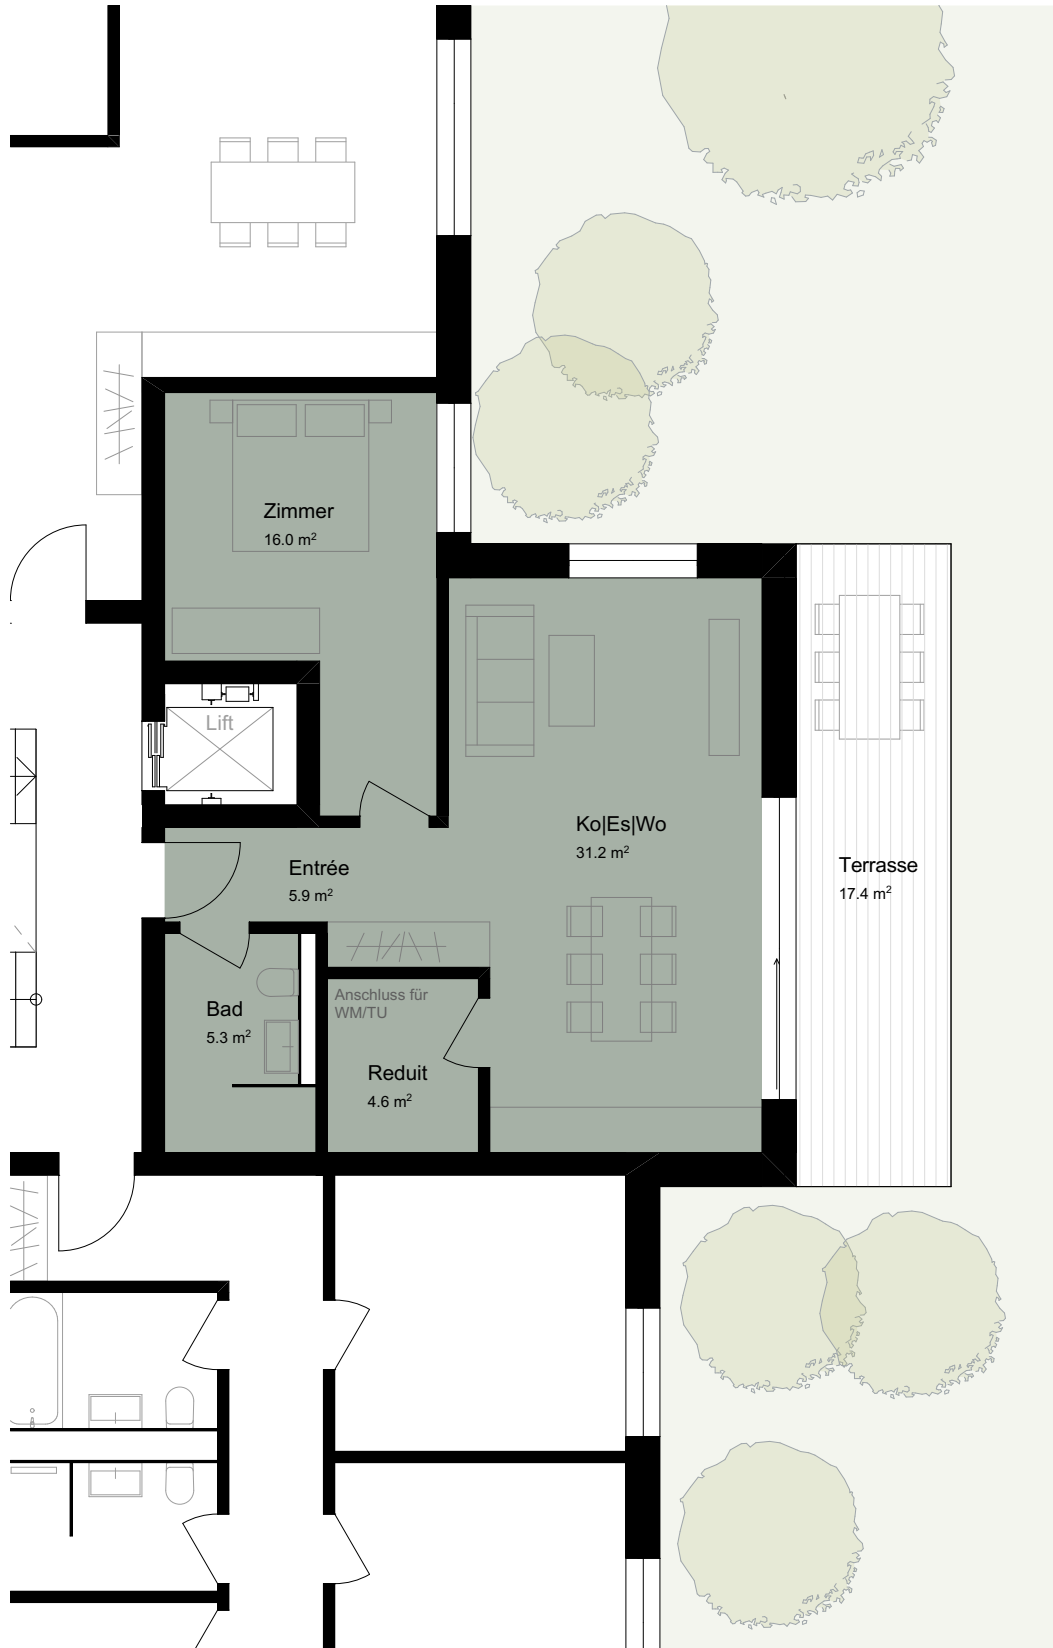 Zimmer
16.0 m²
Lift
Ko|Es|Wo
31.2 m²
Entrée
5.9 m²
Terrasse
17.4 m²
Anschluss für
WM/TU
Bad
5.3 m²
Reduit
4.6 m²